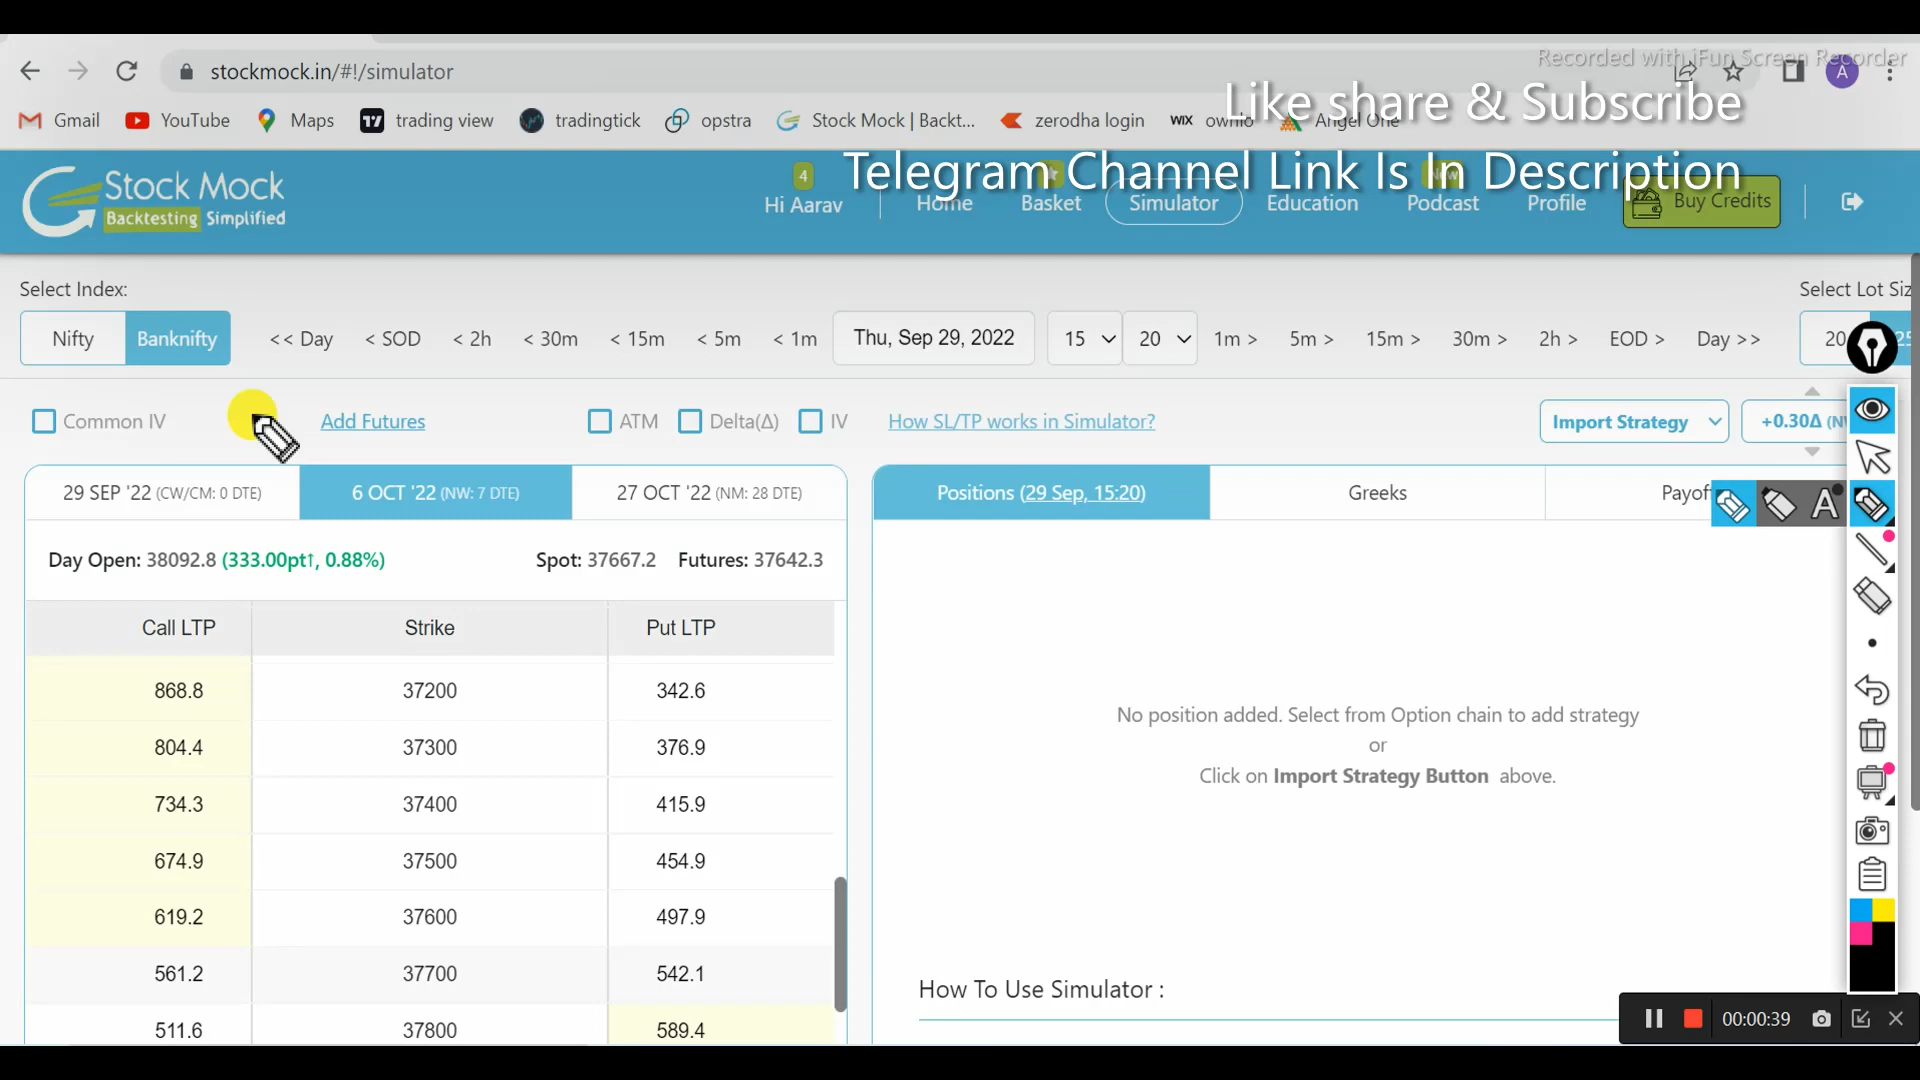 Recorded with iFun Screen Recorder
stockmock.in/#!/simulator
A
Like share & Subscribe
Gmail YouTube Maps trading view tradingtick opstra Stock Mock | Backt... zerodha login WIX Angel One
Telegram Channel Link Is In Description
Stock Mock
Backtesting Simplified
4
Hi Aarav Home Basket Simulator Education New Podcast Profile Buy Credits
Select Index: Select Lot Siz
Nifty Banknifty << Day < SOD < 2h < 30m < 15m < 5m < 1m Thu, Sep 29, 2022 15 20 1m > 5m > 15m > 30m > 2h > EOD > Day >> 20 25
Common IV Add Futures ATM Delta(Δ) IV How SL/TP works in Simulator? Import Strategy +0.30Δ (N
29 SEP '22 (CW/CM: 0 DTE) 6 OCT '22 (NW: 7 DTE) 27 OCT '22 (NM: 28 DTE) Positions (29 Sep, 15:20) Greeks Payof
A
Day Open: 38092.8 (333.00pt↑, 0.88%) Spot: 37667.2 Futures: 37642.3
Call LTP Strike Put LTP
868.8 37200 342.6
804.4 37300 376.9
734.3 37400 415.9
674.9 37500 454.9
619.2 37600 497.9
561.2 37700 542.1
511.6 37800 589.4
No position added. Select from Option chain to add strategy
or
Click on Import Strategy Button above.
How To Use Simulator :
00:00:39